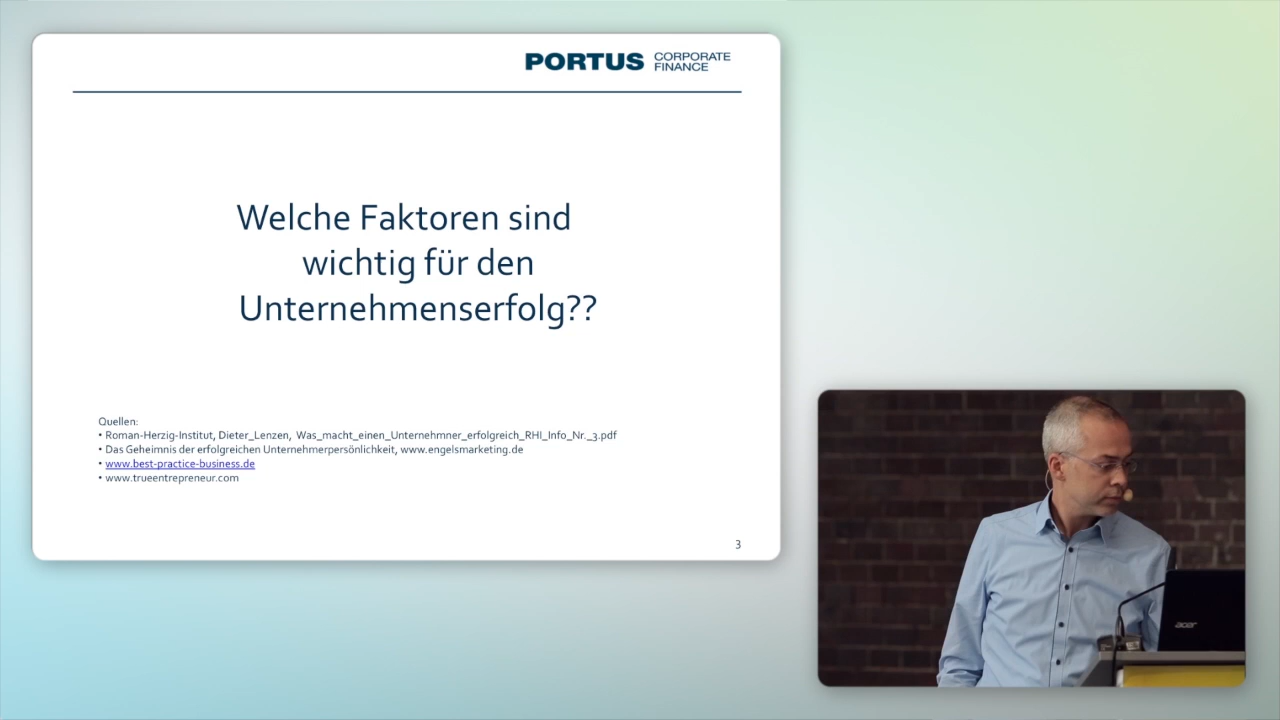 PORTUS CORPORATE
FINANCE
Welche Faktoren sind
wichtig für den
Unternehmenserfolg??
Quellen:
• Roman-Herzig-Institut, Dieter_Lenzen, Was_macht_einen_Unternehmner_erfolgreich_RHI_Info_Nr._3.pdf
• Das Geheimnis der erfolgreichen Unternehmerpersönlichkeit, www.engelsmarketing.de
• www.best-practice-business.de
• www.trueentrepreneur.com
3
acer